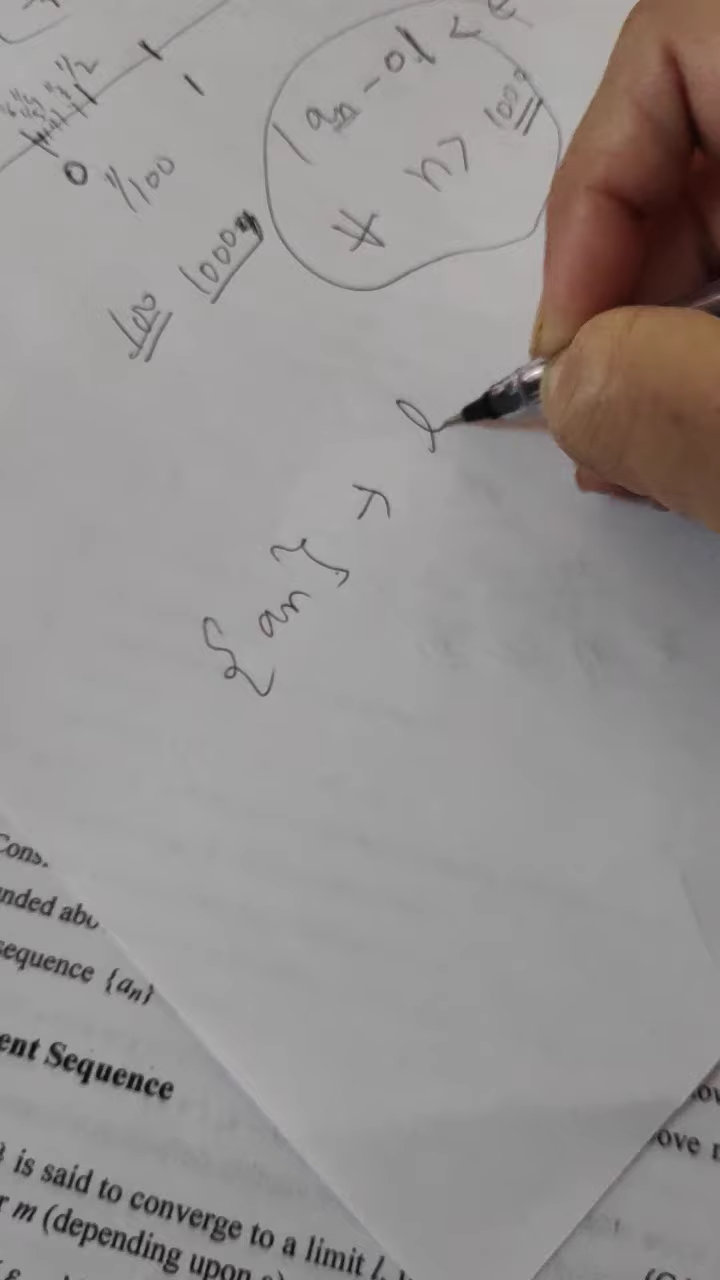 1/2
1
0
1/100
|an - 0| < ε
∀ n > 1000
100 1000
{an} → l
Cons.
nded abo
sequence {an}
ent Sequence
} is said to converge to a limit l,
r m (depending upon
ove